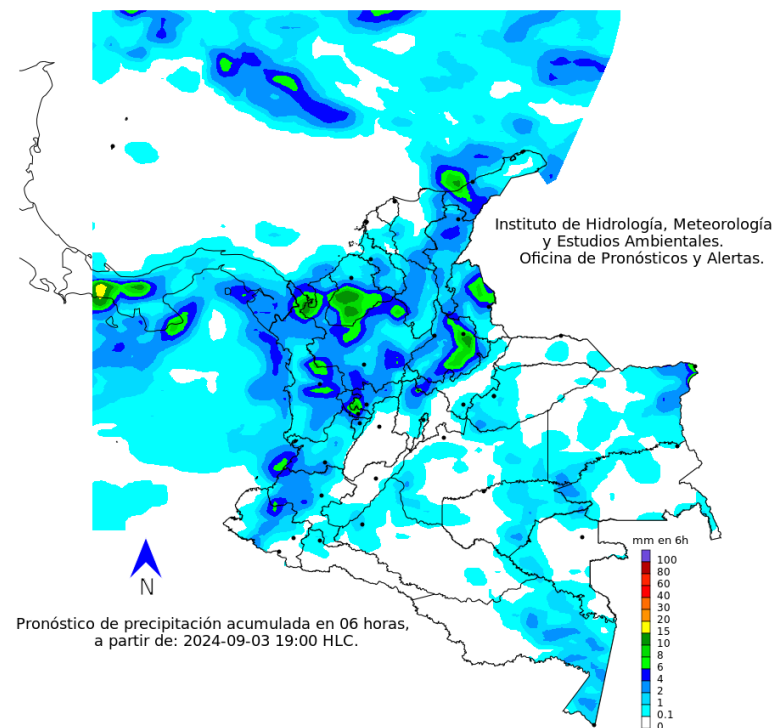 Instituto de Hidrología, Meteorología
y Estudios Ambientales.
Oficina de Pronósticos y Alertas.
N
Pronóstico de precipitación acumulada en 06 horas,
a partir de: 2024-09-03 19:00 HLC.
mm en 6h
100
80
60
40
30
20
15
10
8
6
4
2
1
0.1
0